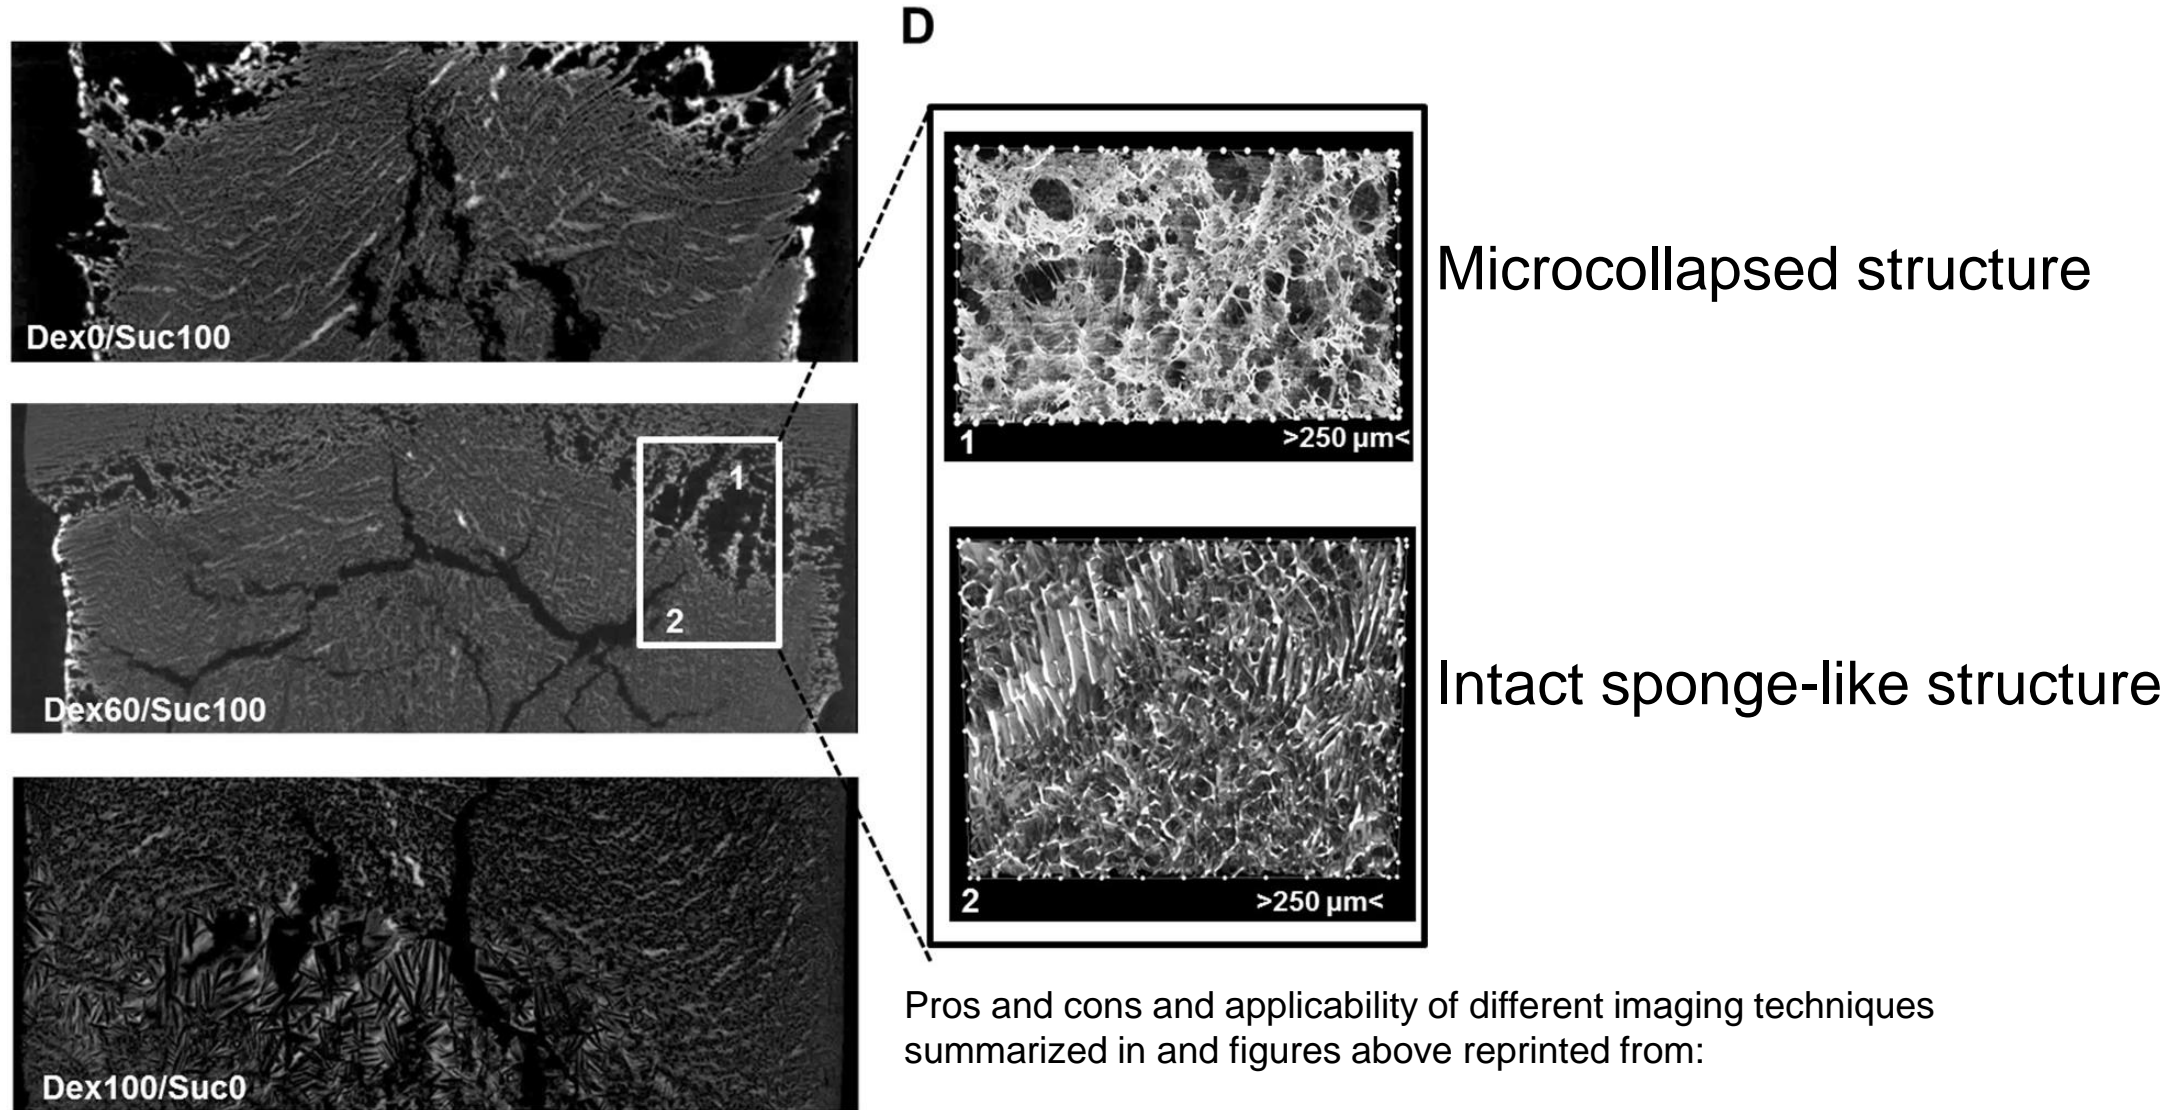 D
Dex0/Suc100
1
2
Dex60/Suc100
Dex100/Suc0
1
>250 µm<
Microcollapsed structure
2
>250 µm<
Intact sponge-like structure
Pros and cons and applicability of different imaging techniques
summarized in and figures above reprinted from: